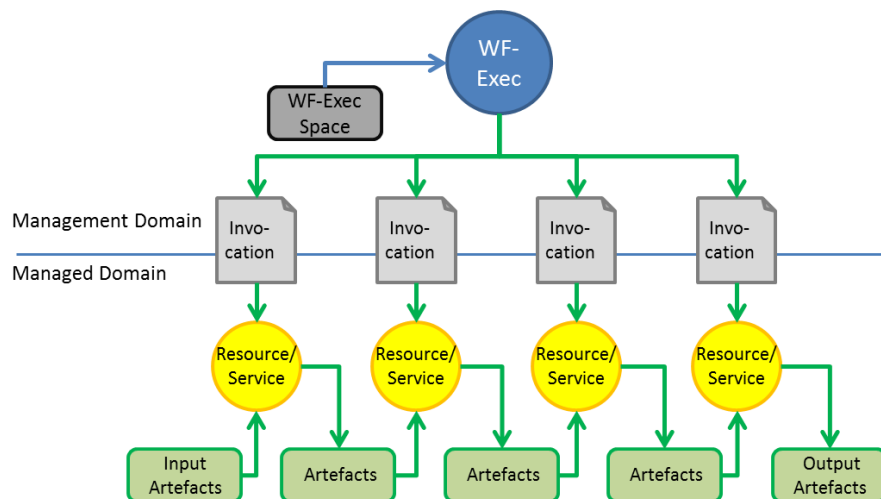 WF-
Exec
WF-Exec
Space
Management Domain
Invo-
cation
Invo-
cation
Invo-
cation
Invo-
cation
Managed Domain
Resource/
Service
Resource/
Service
Resource/
Service
Resource/
Service
Input
Artefacts
Artefacts
Artefacts
Artefacts
Output
Artefacts